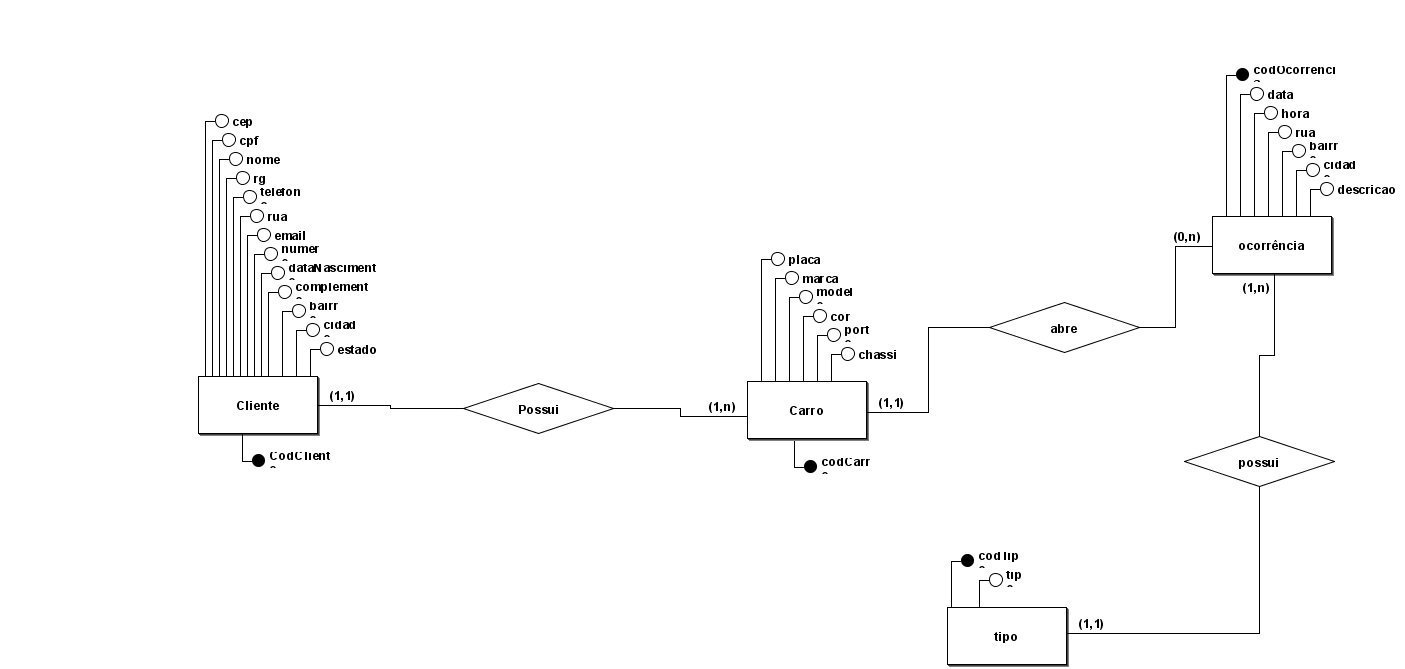 cep
cpf
nome
rg
telefon
rua
email
numer
dataNasciment
complement
bairr
cidad
estado
Cliente
(1,1)
CodClient
Possui
(1,n)
placa
marca
model
cor
port
chassi
Carro
(1,1)
codCarr
abre
(0,n)
codOcorrenci
data
hora
rua
bairr
cidad
descricao
ocorrência
(1,n)
possui
codTip
tip
tipo
(1,1)